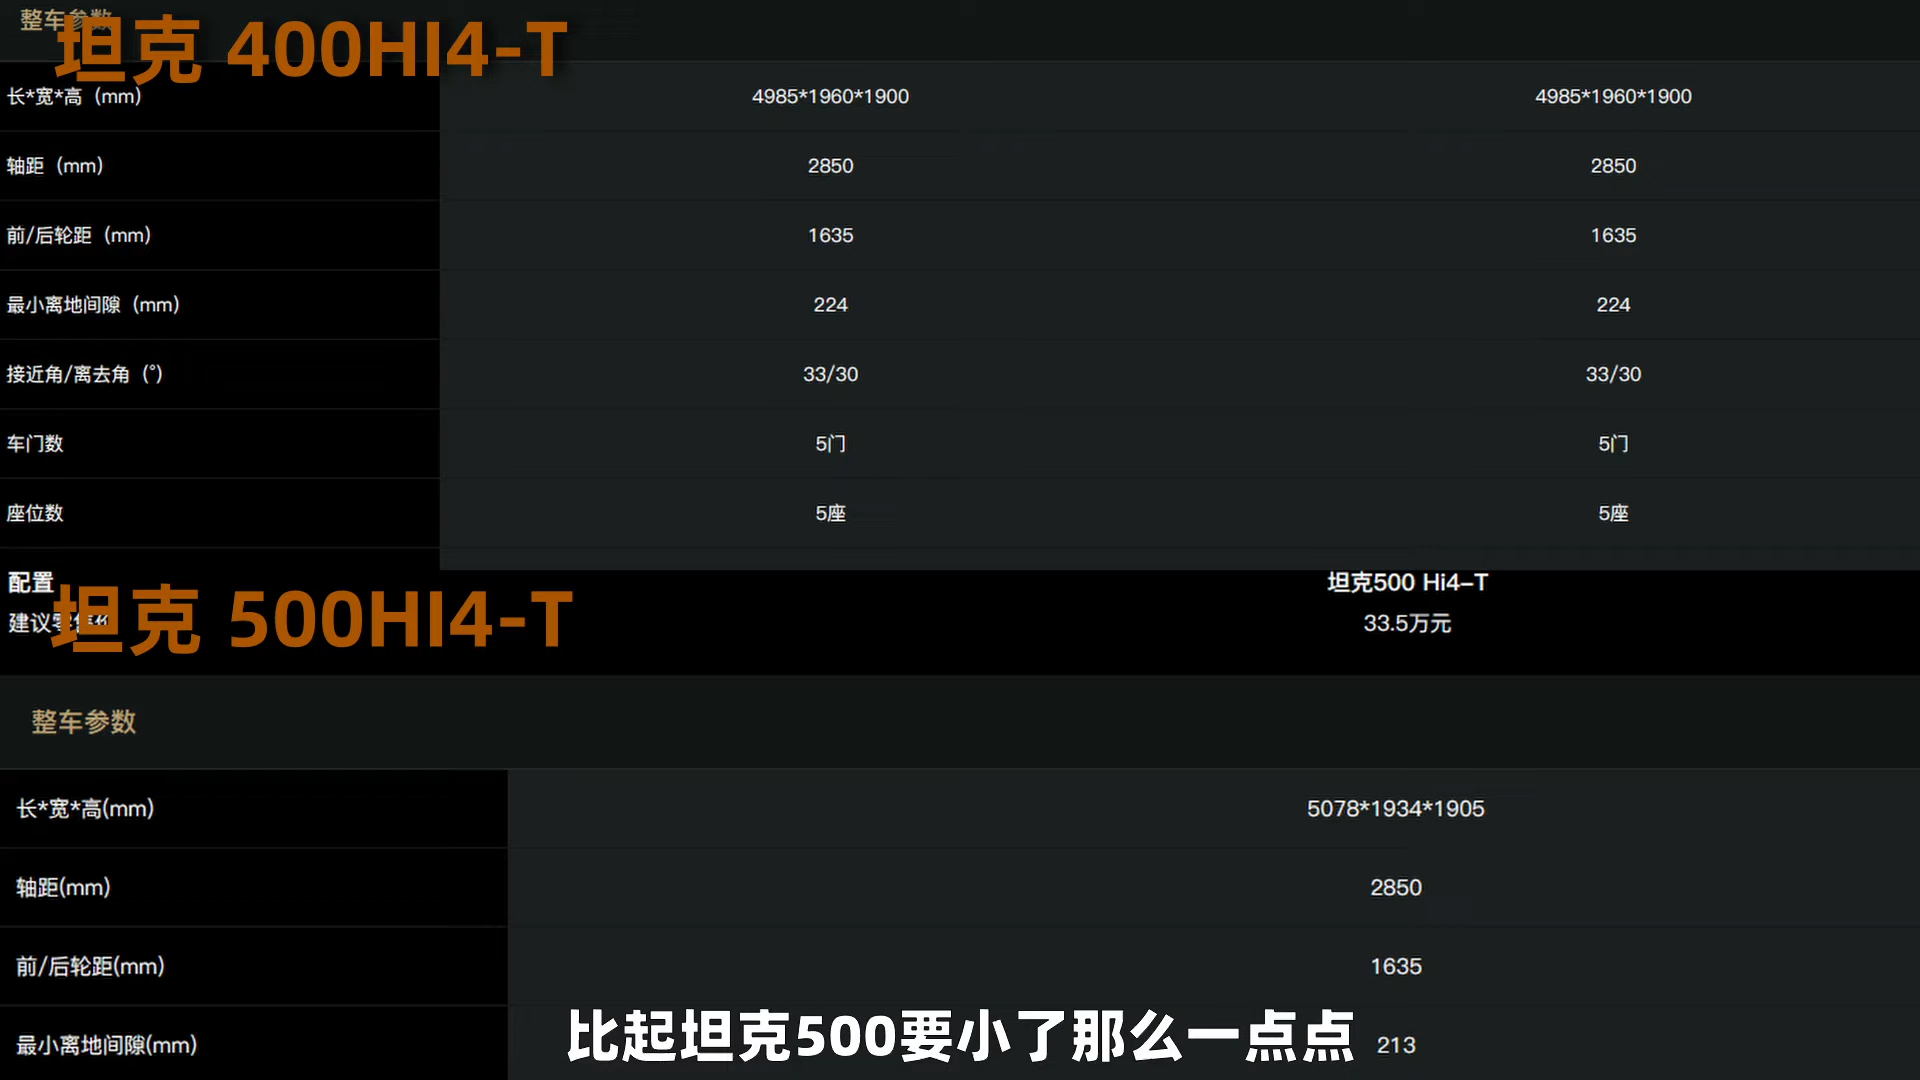 整车参数
坦克 400HI4-T
长*宽*高（mm） 4985*1960*1900 4985*1960*1900
轴距（mm） 2850 2850
前/后轮距（mm） 1635 1635
最小离地间隙（mm） 224 224
接近角/离去角（°） 33/30 33/30
车门数 5门 5门
座位数 5座 5座
配置 坦克500 Hi4-T
坦克 500HI4-T
建议零售价 33.5万元
整车参数
长*宽*高(mm) 5078*1934*1905
轴距(mm) 2850
前/后轮距(mm) 1635
最小离地间隙(mm) 213
比起坦克500要小了那么一点点